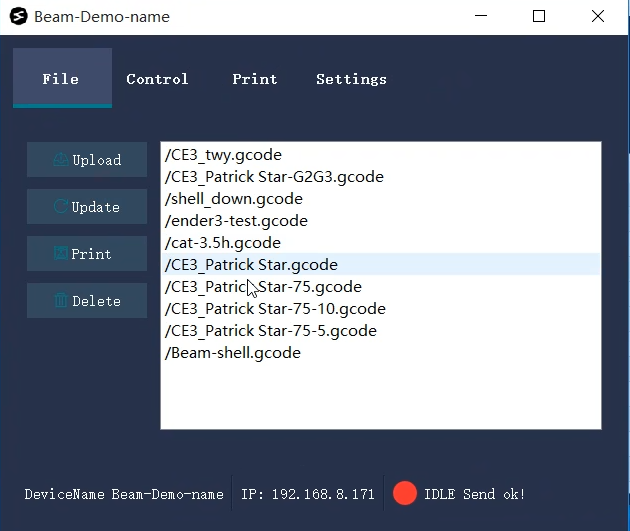 Beam-Demo-name
File Control Print Settings
Upload
Update
Print
Delete
/CE3_twy.gcode
/CE3_Patrick Star-G2G3.gcode
/shell_down.gcode
/ender3-test.gcode
/cat-3.5h.gcode
/CE3_Patrick Star.gcode
/CE3_Patrick Star-75.gcode
/CE3_Patrick Star-75-10.gcode
/CE3_Patrick Star-75-5.gcode
/Beam-shell.gcode
DeviceName Beam-Demo-name IP: 192.168.8.171 IDLE Send ok!